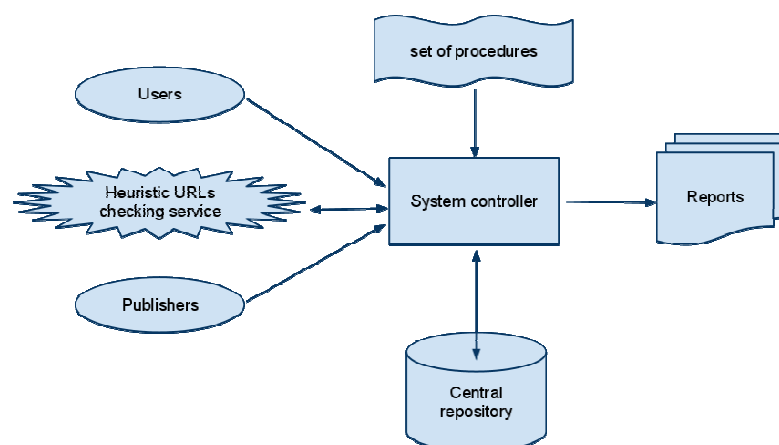 set of procedures
Users
Heuristic URLs
checking service
System controller
Reports
Publishers
Central
repository